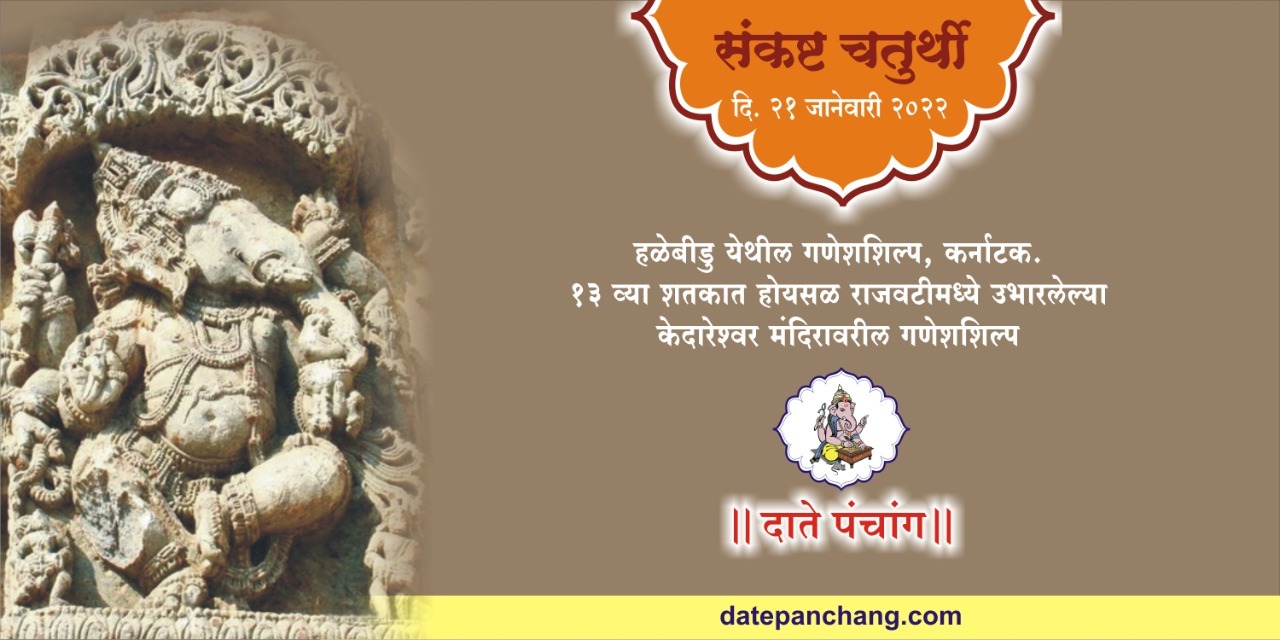 संकष्ट चतुर्थी
दि. २१ जानेवारी २०२२
हळेबीडु येथील गणेशशिल्प, कर्नाटक.
१३ व्या शतकात होयसळ राजवटीमध्ये उभारलेल्या
केदारेश्वर मंदिरावरील गणेशशिल्प
॥ दाते पंचांग॥
datepanchang.com